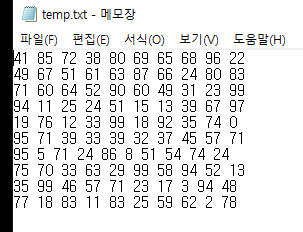 temp.txt - 메모장
파일(F) 편집(E) 서식(O) 보기(V) 도움말(H)
41 85 72 38 80 69 65 68 96 22
49 67 51 61 63 87 66 24 80 83
71 60 64 52 90 60 49 31 23 99
94 11 25 24 51 15 13 39 67 97
19 76 12 33 99 18 92 35 74 0
95 71 39 33 39 32 37 45 57 71
95 5 71 24 86 8 51 54 74 24
75 70 33 63 29 99 58 94 52 13
35 99 46 57 71 23 17 3 94 48
77 18 83 11 83 25 59 62 2 78